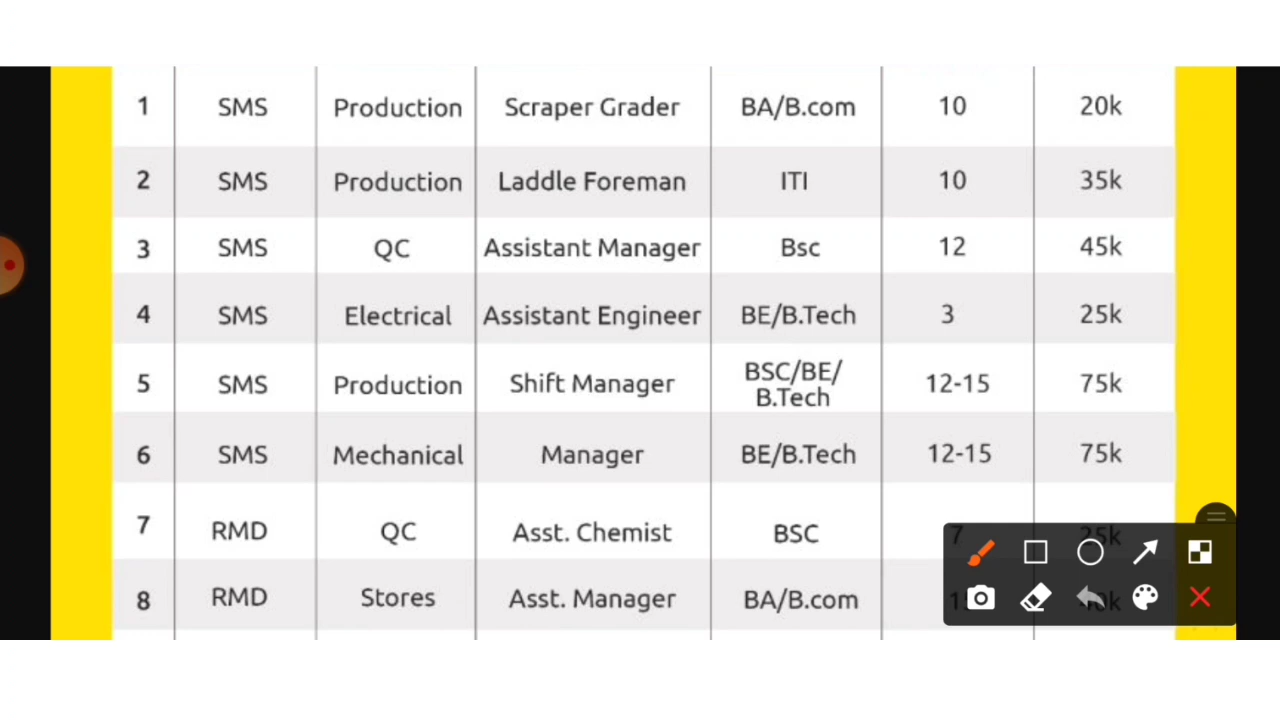 1 SMS Production Scraper Grader BA/B.com 10 20k
2 SMS Production Laddle Foreman ITI 10 35k
3 SMS QC Assistant Manager Bsc 12 45k
4 SMS Electrical Assistant Engineer BE/B.Tech 3 25k
5 SMS Production Shift Manager BSC/BE/
B.Tech 12-15 75k
6 SMS Mechanical Manager BE/B.Tech 12-15 75k
7 RMD QC Asst. Chemist BSC 7 25k
8 RMD Stores Asst. Manager BA/B.com